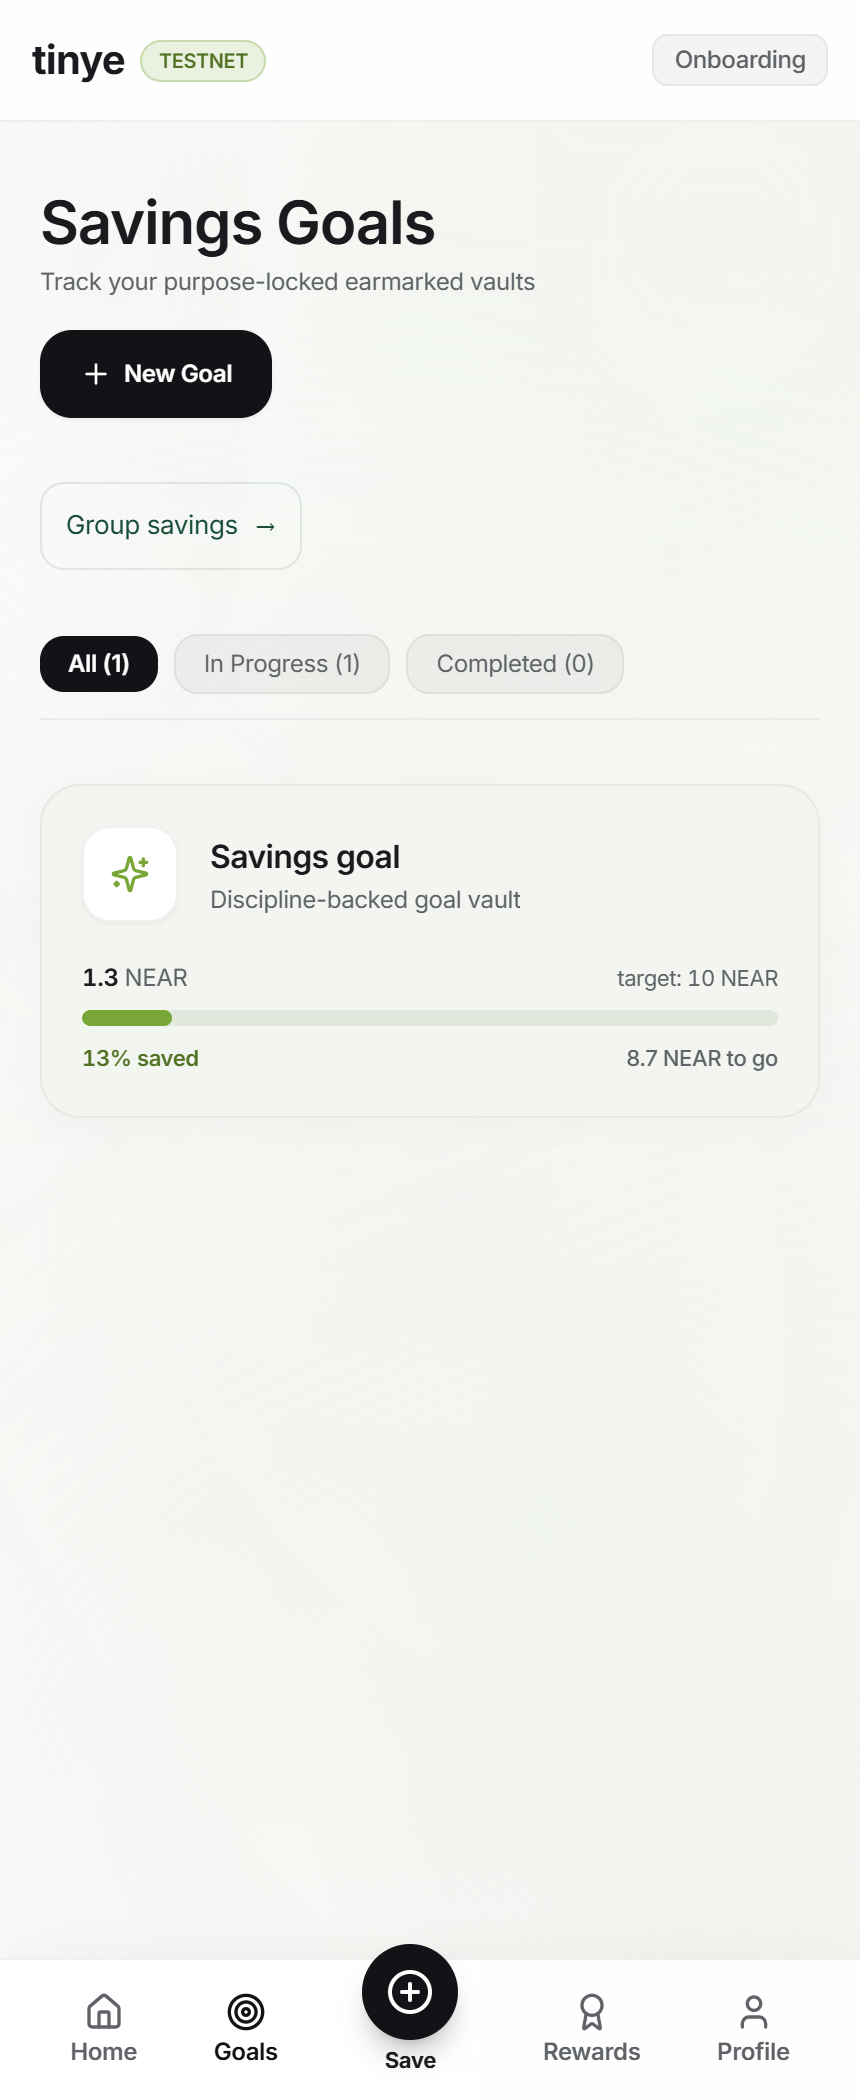 tinye TESTNET Onboarding
Savings Goals
Track your purpose-locked earmarked vaults
New Goal
Group savings →
All (1) In Progress (1) Completed (0)
Savings goal
Discipline-backed goal vault
1.3 NEAR target: 10 NEAR
13% saved 8.7 NEAR to go
Home Goals Save Rewards Profile